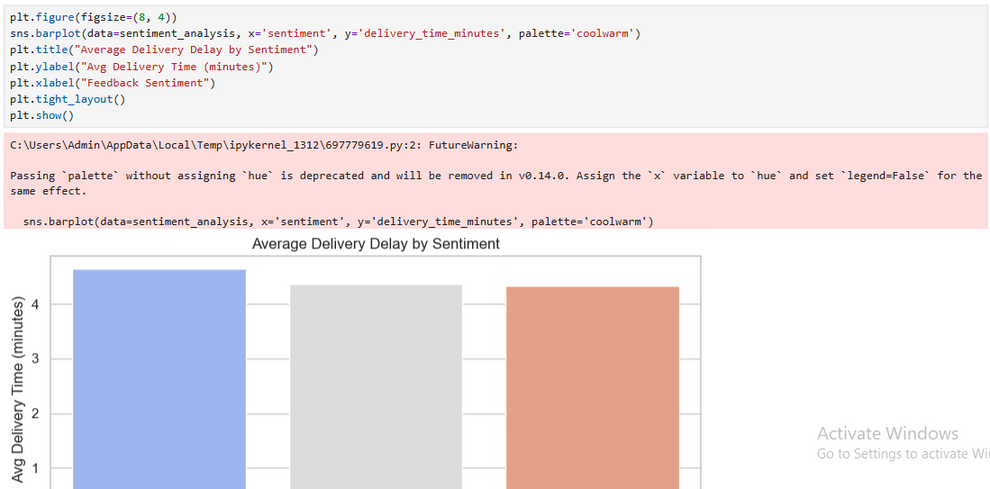 plt.figure(figsize=(8, 4))
sns.barplot(data=sentiment_analysis, x='sentiment', y='delivery_time_minutes', palette='coolwarm')
plt.title("Average Delivery Delay by Sentiment")
plt.ylabel("Avg Delivery Time (minutes)")
plt.xlabel("Feedback Sentiment")
plt.tight_layout()
plt.show()
C:\Users\Admin\AppData\Local\Temp\ipykernel_1312\697779619.py:2: FutureWarning:
Passing `palette` without assigning `hue` is deprecated and will be removed in v0.14.0. Assign the `x` variable to `hue` and set `legend=False` for the
same effect.
sns.barplot(data=sentiment_analysis, x='sentiment', y='delivery_time_minutes', palette='coolwarm')
Average Delivery Delay by Sentiment
Avg Delivery Time (minutes)
4
3
2
1
Activate Windows
Go to Settings to activate Wi